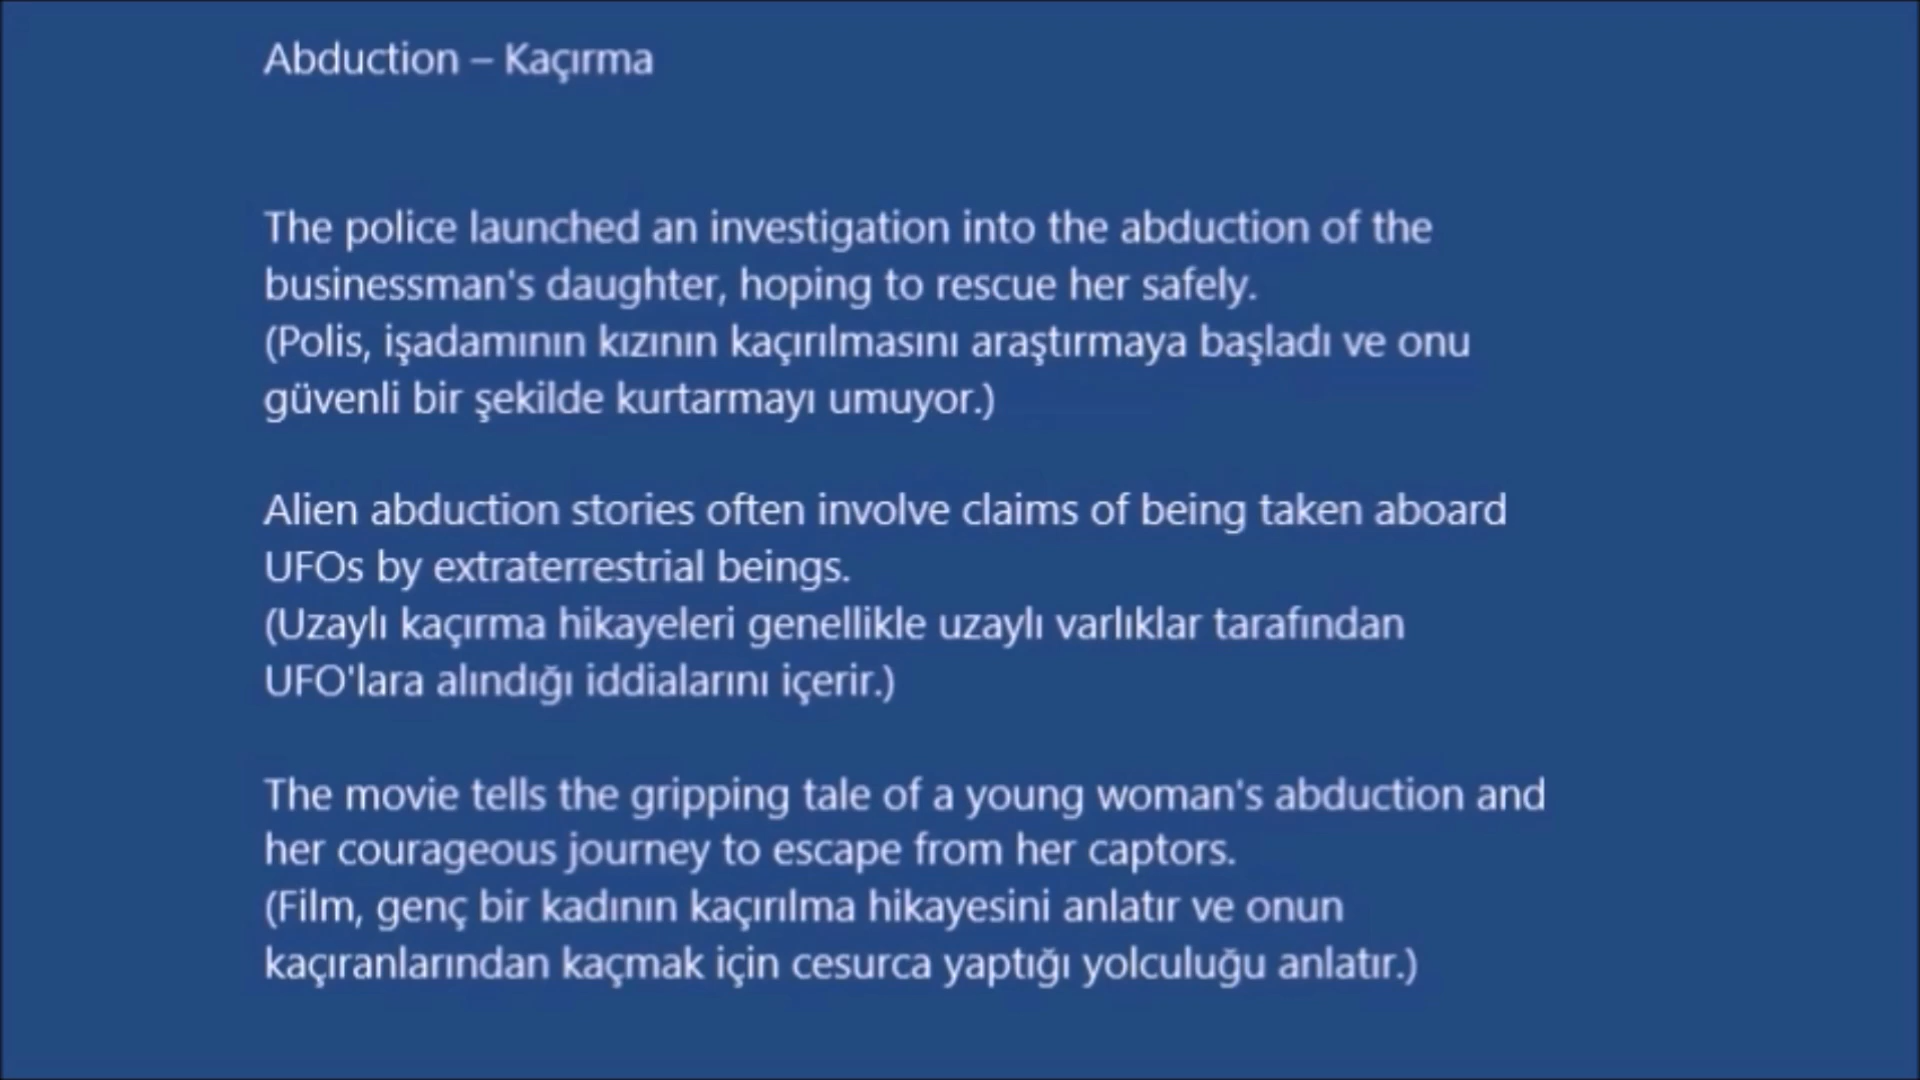 Abduction – Kaçırma
The police launched an investigation into the abduction of the
businessman's daughter, hoping to rescue her safely.
(Polis, işadamının kızının kaçırılmasını araştırmaya başladı ve onu
güvenli bir şekilde kurtarmayı umuyor.)
Alien abduction stories often involve claims of being taken aboard
UFOs by extraterrestrial beings.
(Uzaylı kaçırma hikayeleri genellikle uzaylı varlıklar tarafından
UFO'lara alındığı iddialarını içerir.)
The movie tells the gripping tale of a young woman's abduction and
her courageous journey to escape from her captors.
(Film, genç bir kadının kaçırılma hikayesini anlatır ve onun
kaçıranlarından kaçmak için cesurca yaptığı yolculuğu anlatır.)